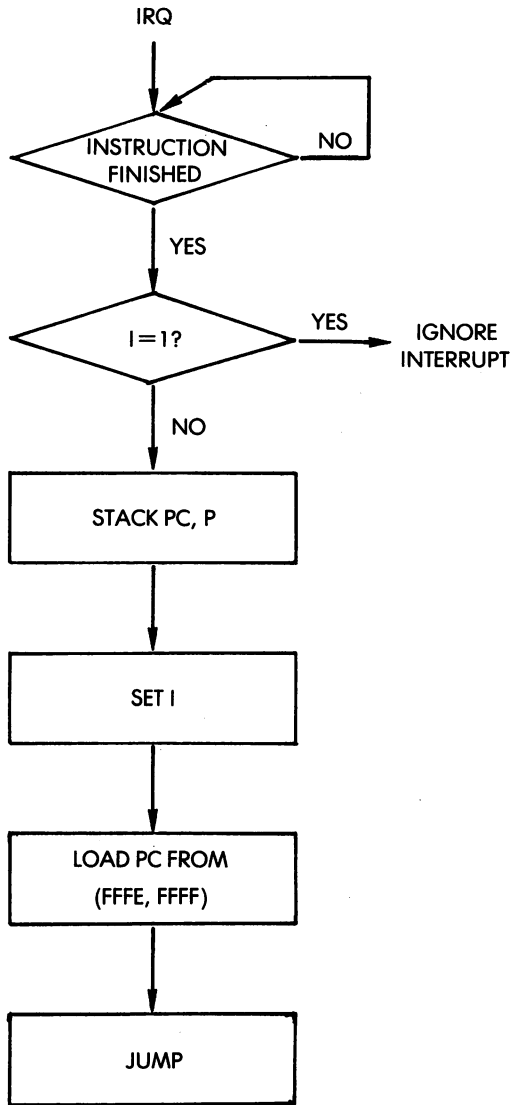 IRQ
INSTRUCTION
FINISHED
NO
YES
I=1?
YES
IGNORE
INTERRUPT
NO
STACK PC, P
SET I
LOAD PC FROM
(FFFE, FFFF)
JUMP